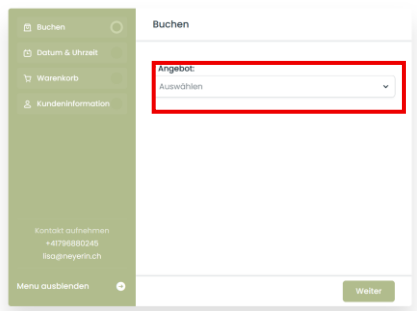 Buchen
Datum & Uhrzeit
Warenkorb
Kundeninformation
Kontakt aufnehmen
+41796880245
lisa@neyerin.ch
Menu ausblenden
Buchen
Angebot:
Auswählen
Weiter